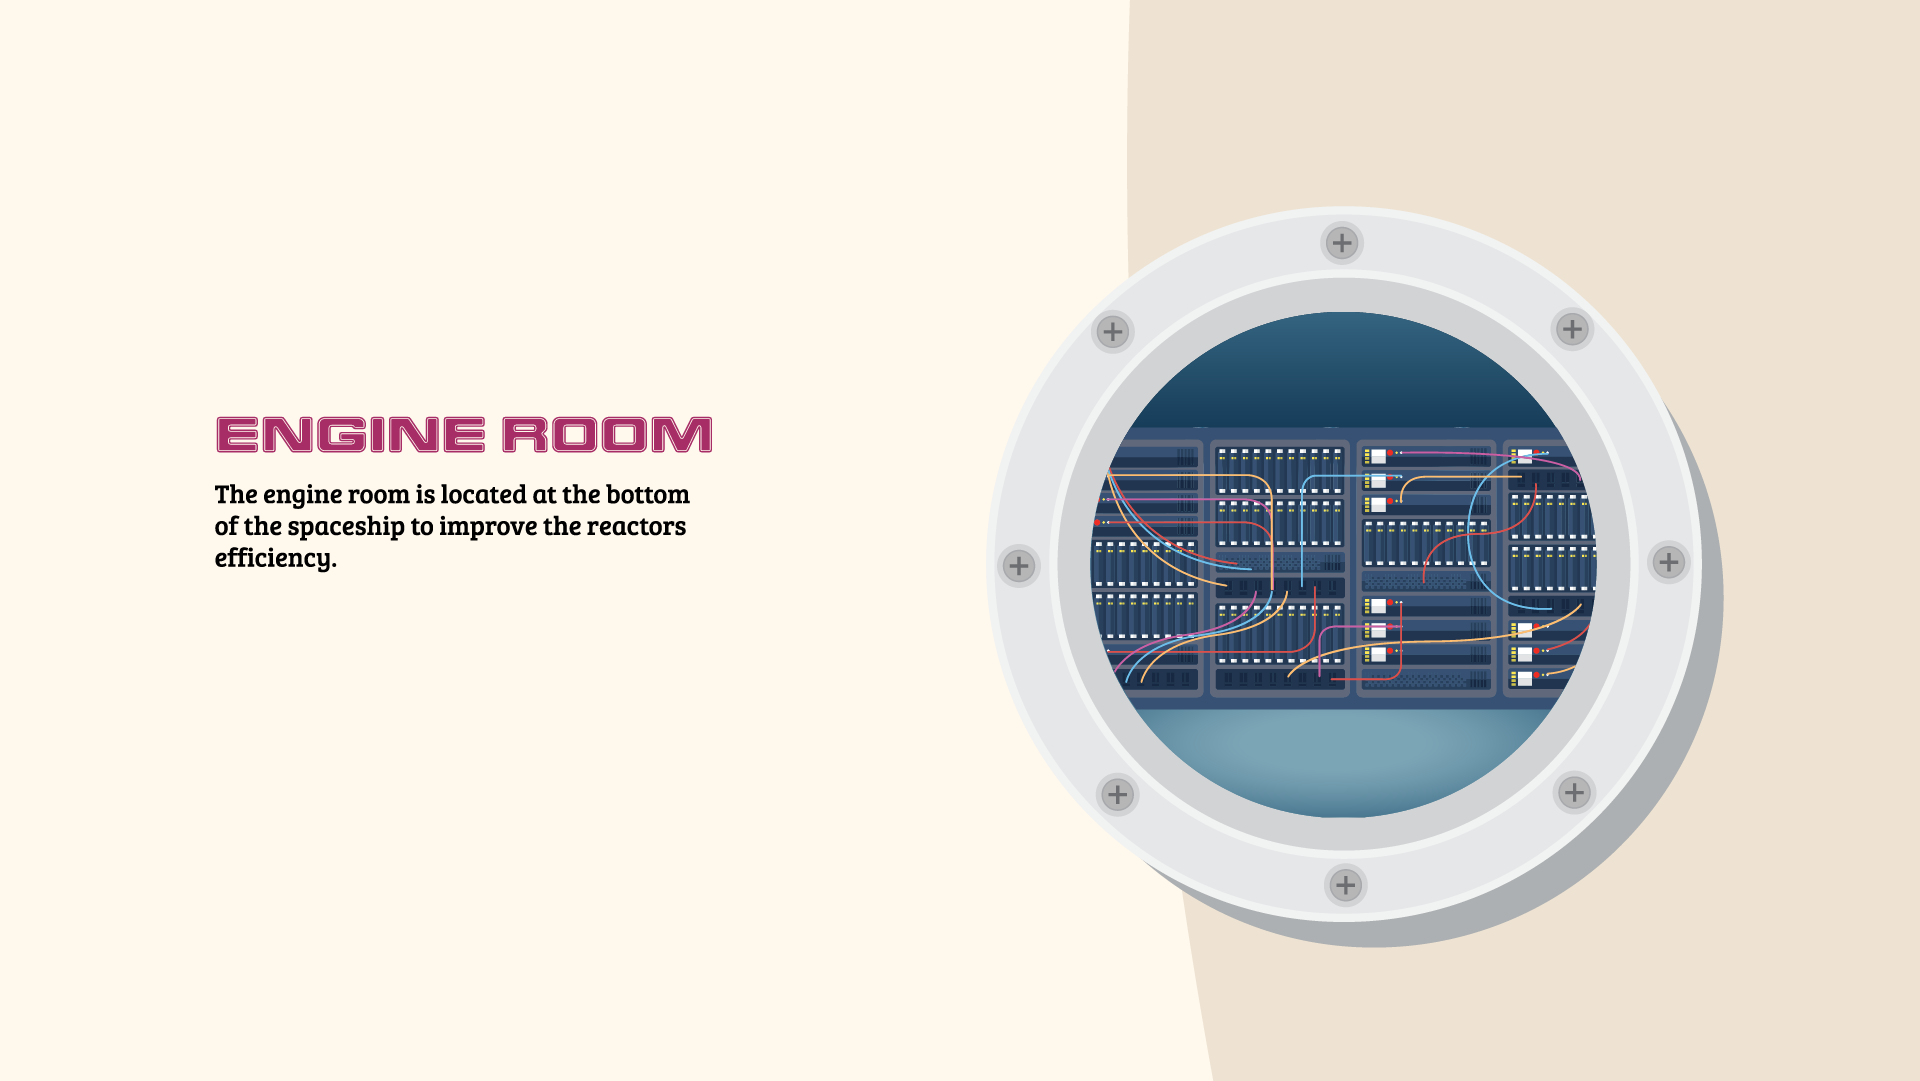 ENGINE ROOM
The engine room is located at the bottom
of the spaceship to improve the reactors
efficiency.